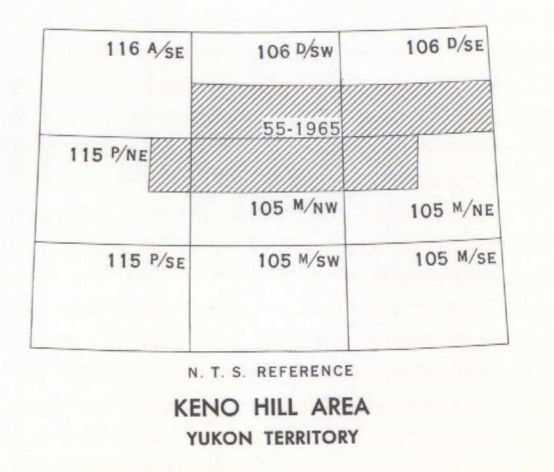 116 A/SE 106 D/SW 106 D/SE
55-1965
115 P/NE
105 M/NW 105 M/NE
115 P/SE 105 M/SW 105 M/SE
N. T. S. REFERENCE
KENO HILL AREA
YUKON TERRITORY